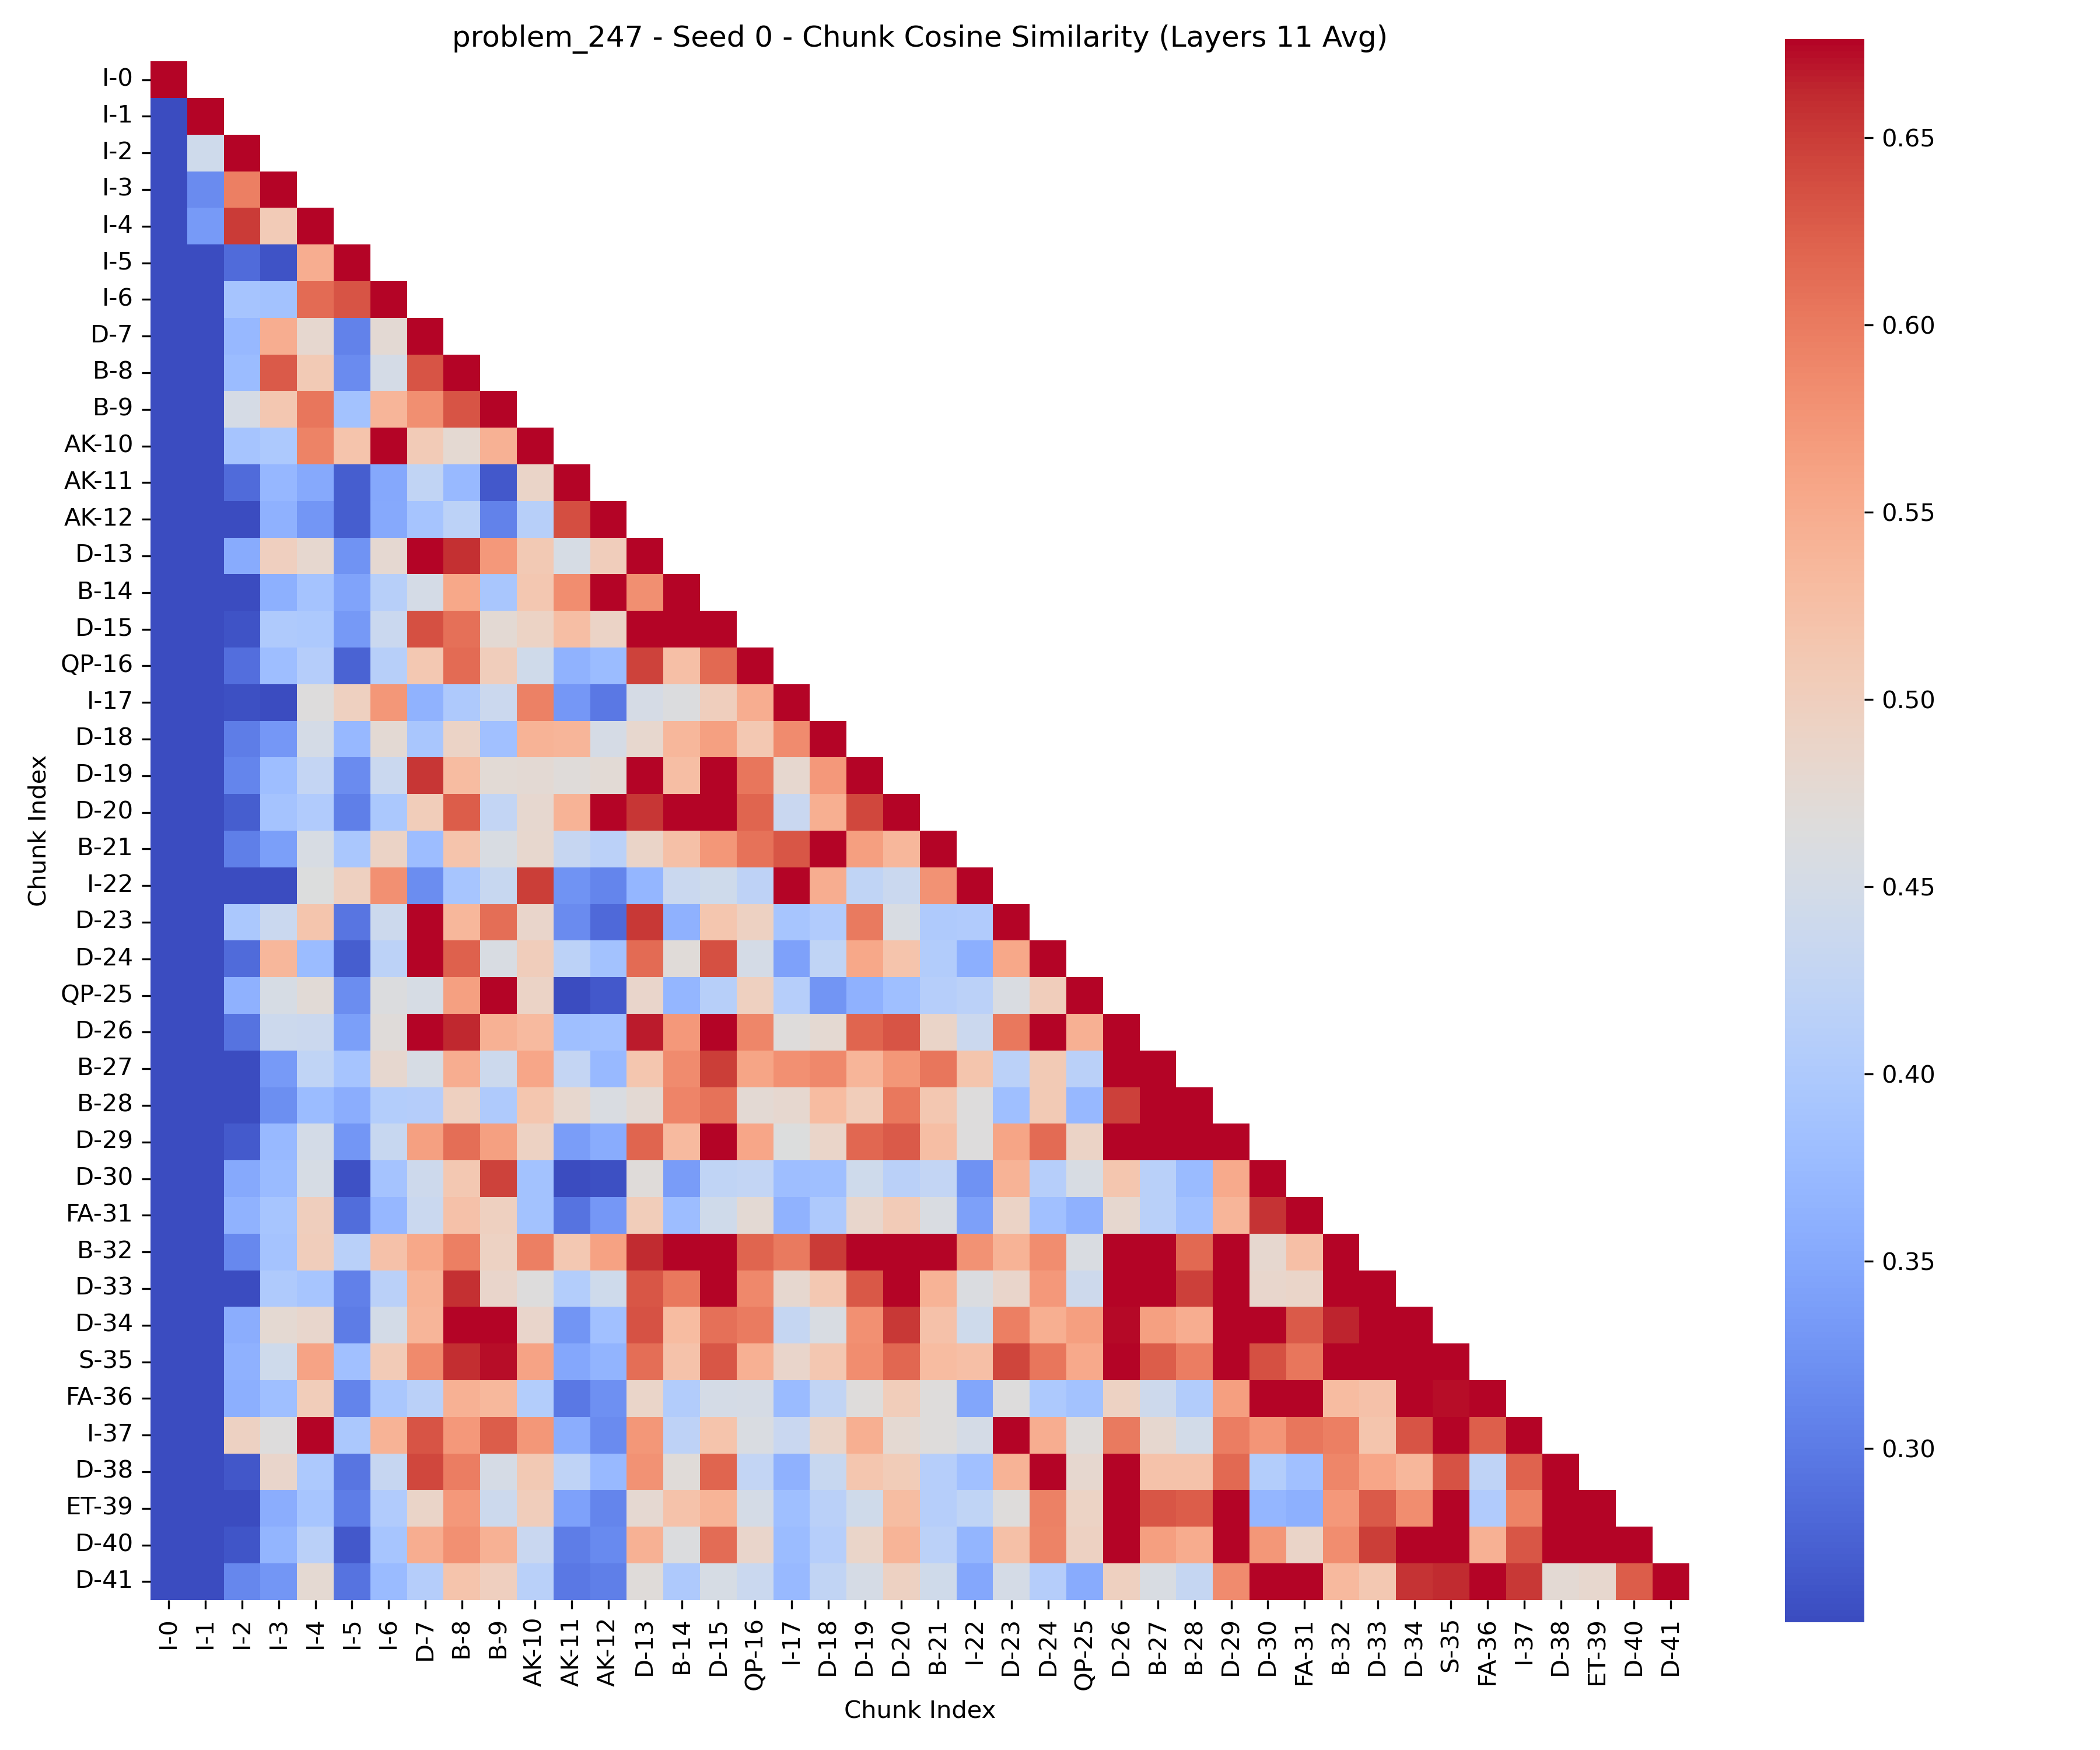 problem_247 - Seed 0 - Chunk Cosine Similarity (Layers 11 Avg)
Chunk Index
I-0
I-1
I-2
I-3
I-4
I-5
I-6
D-7
B-8
B-9
AK-10
AK-11
AK-12
D-13
B-14
D-15
QP-16
I-17
D-18
D-19
D-20
B-21
I-22
D-23
D-24
QP-25
D-26
B-27
B-28
D-29
D-30
FA-31
B-32
D-33
D-34
S-35
FA-36
I-37
D-38
ET-39
D-40
D-41
I-0 I-1 I-2 I-3 I-4 I-5 I-6 D-7 B-8 B-9 AK-10 AK-11 AK-12 D-13 B-14 D-15 QP-16 I-17 D-18 D-19 D-20 B-21 I-22 D-23 D-24 QP-25 D-26 B-27 B-28 D-29 D-30 FA-31 B-32 D-33 D-34 S-35 FA-36 I-37 D-38 ET-39 D-40 D-41
Chunk Index
0.65
0.60
0.55
0.50
0.45
0.40
0.35
0.30